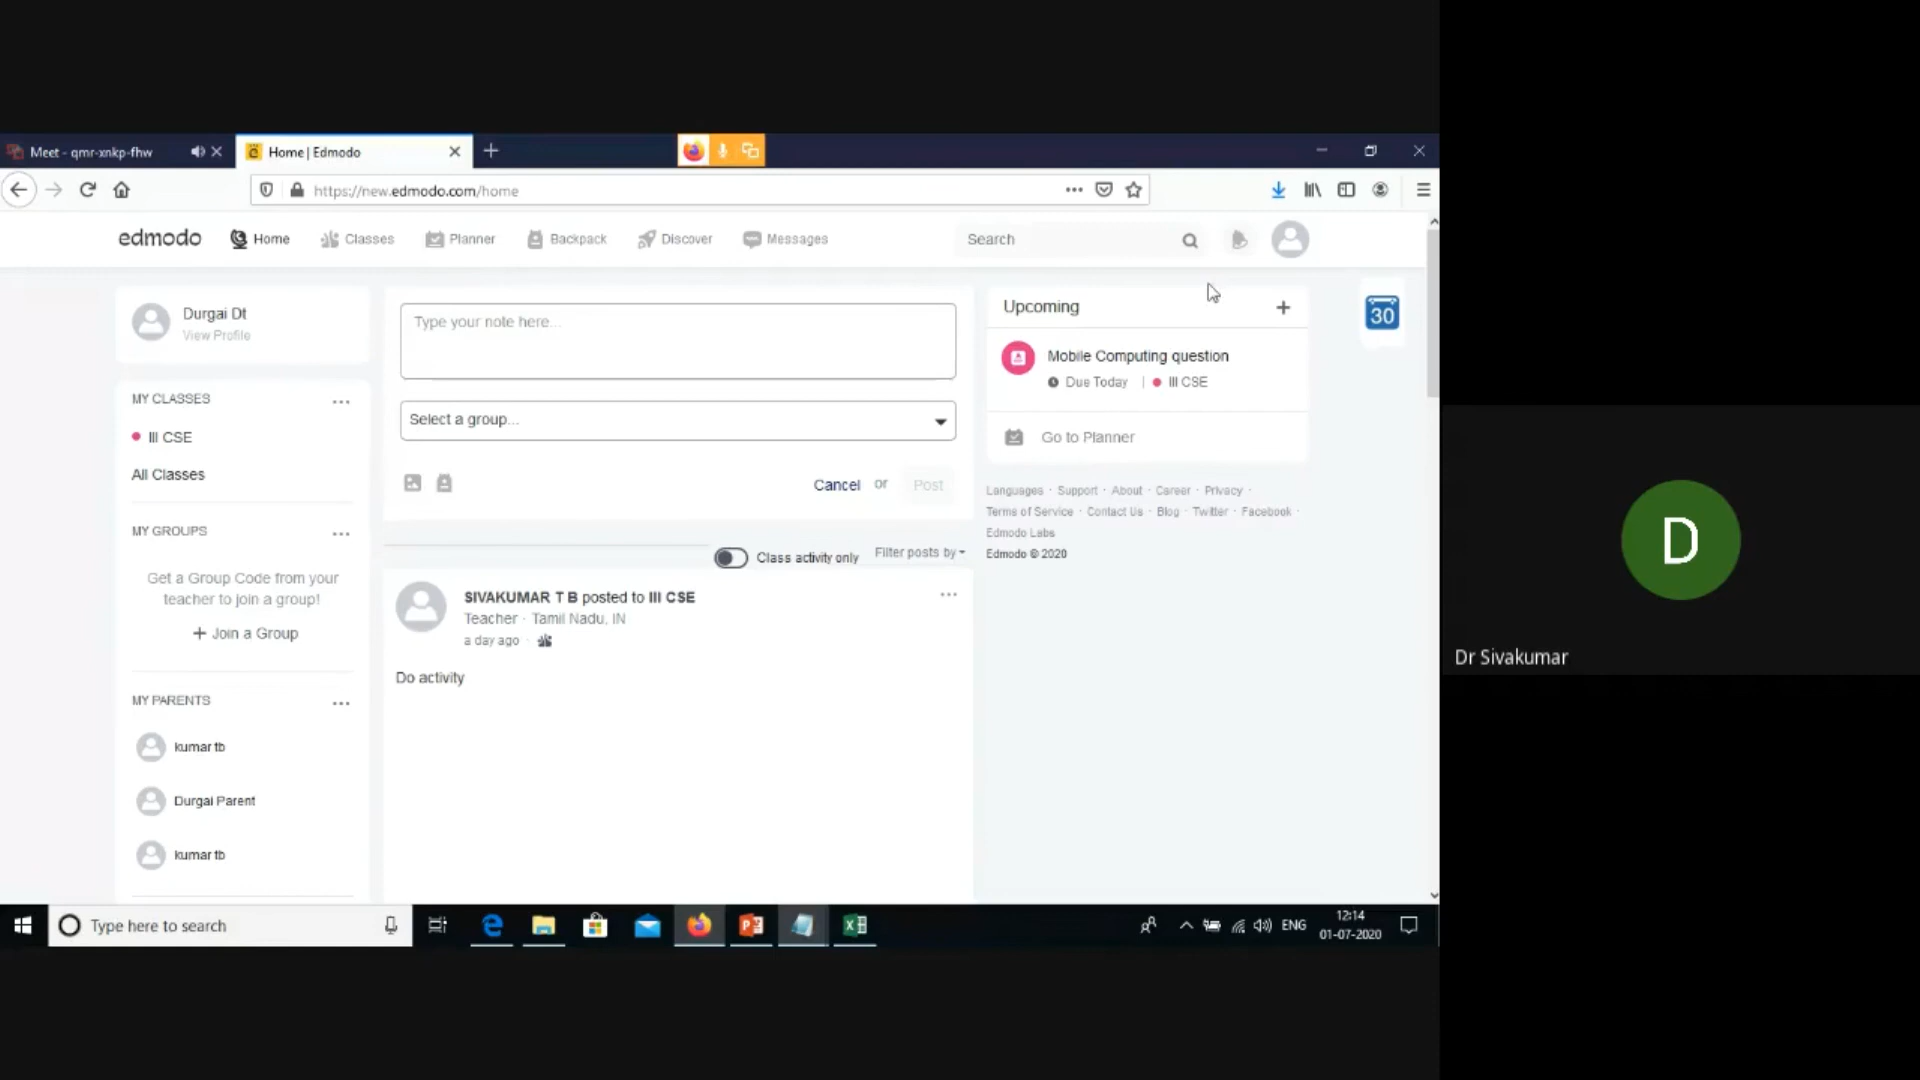 Meet - qmr-xnkp-fhw
Home | Edmodo
https://new.edmodo.com/home
edmodo
Home
Classes
Planner
Backpack
Discover
Messages
Search
Durgai Dt
View Profile
MY CLASSES
III CSE
All Classes
MY GROUPS
Get a Group Code from your
teacher to join a group!
+ Join a Group
MY PARENTS
kumar tb
Durgai Parent
kumar tb
Type your note here...
Select a group...
Cancel or Post
Class activity only
Filter posts by
SIVAKUMAR T B posted to III CSE
Teacher · Tamil Nadu, IN
a day ago ·
Do activity
Upcoming
Mobile Computing question
Due Today | III CSE
Go to Planner
Languages · Support · About · Career · Privacy ·
Terms of Service · Contact Us · Blog · Twitter · Facebook ·
Edmodo Labs
Edmodo © 2020
30
D
Dr Sivakumar
Type here to search
ENG
12:14
01-07-2020